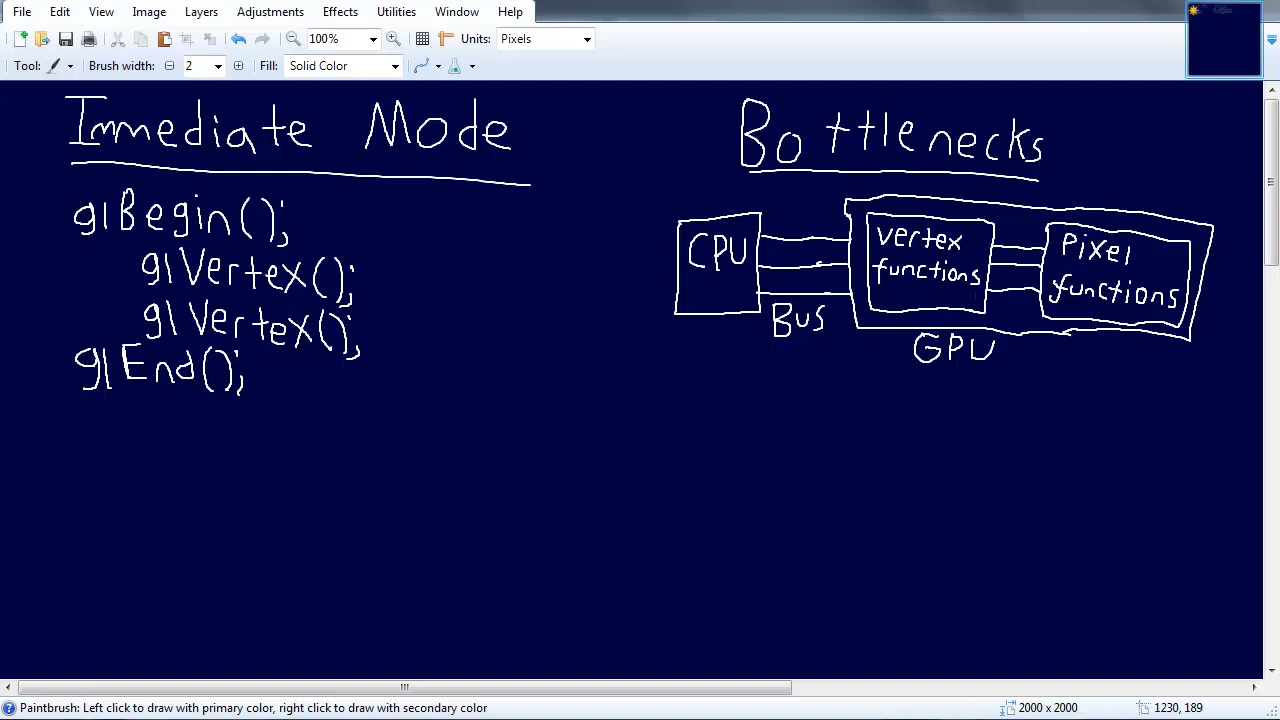 File Edit View Image Layers Adjustments Effects Utilities Window Help
100% Units: Pixels
Tool: Brush width: 2 Fill: Solid Color
Immediate Mode
glBegin();
glVertex();
glVertex();
glEnd();
Bottlenecks
CPU
Bus
vertex
functions
Pixel
functions
GPU
Paintbrush: Left click to draw with primary color, right click to draw with secondary color
2000 x 2000
1230, 189